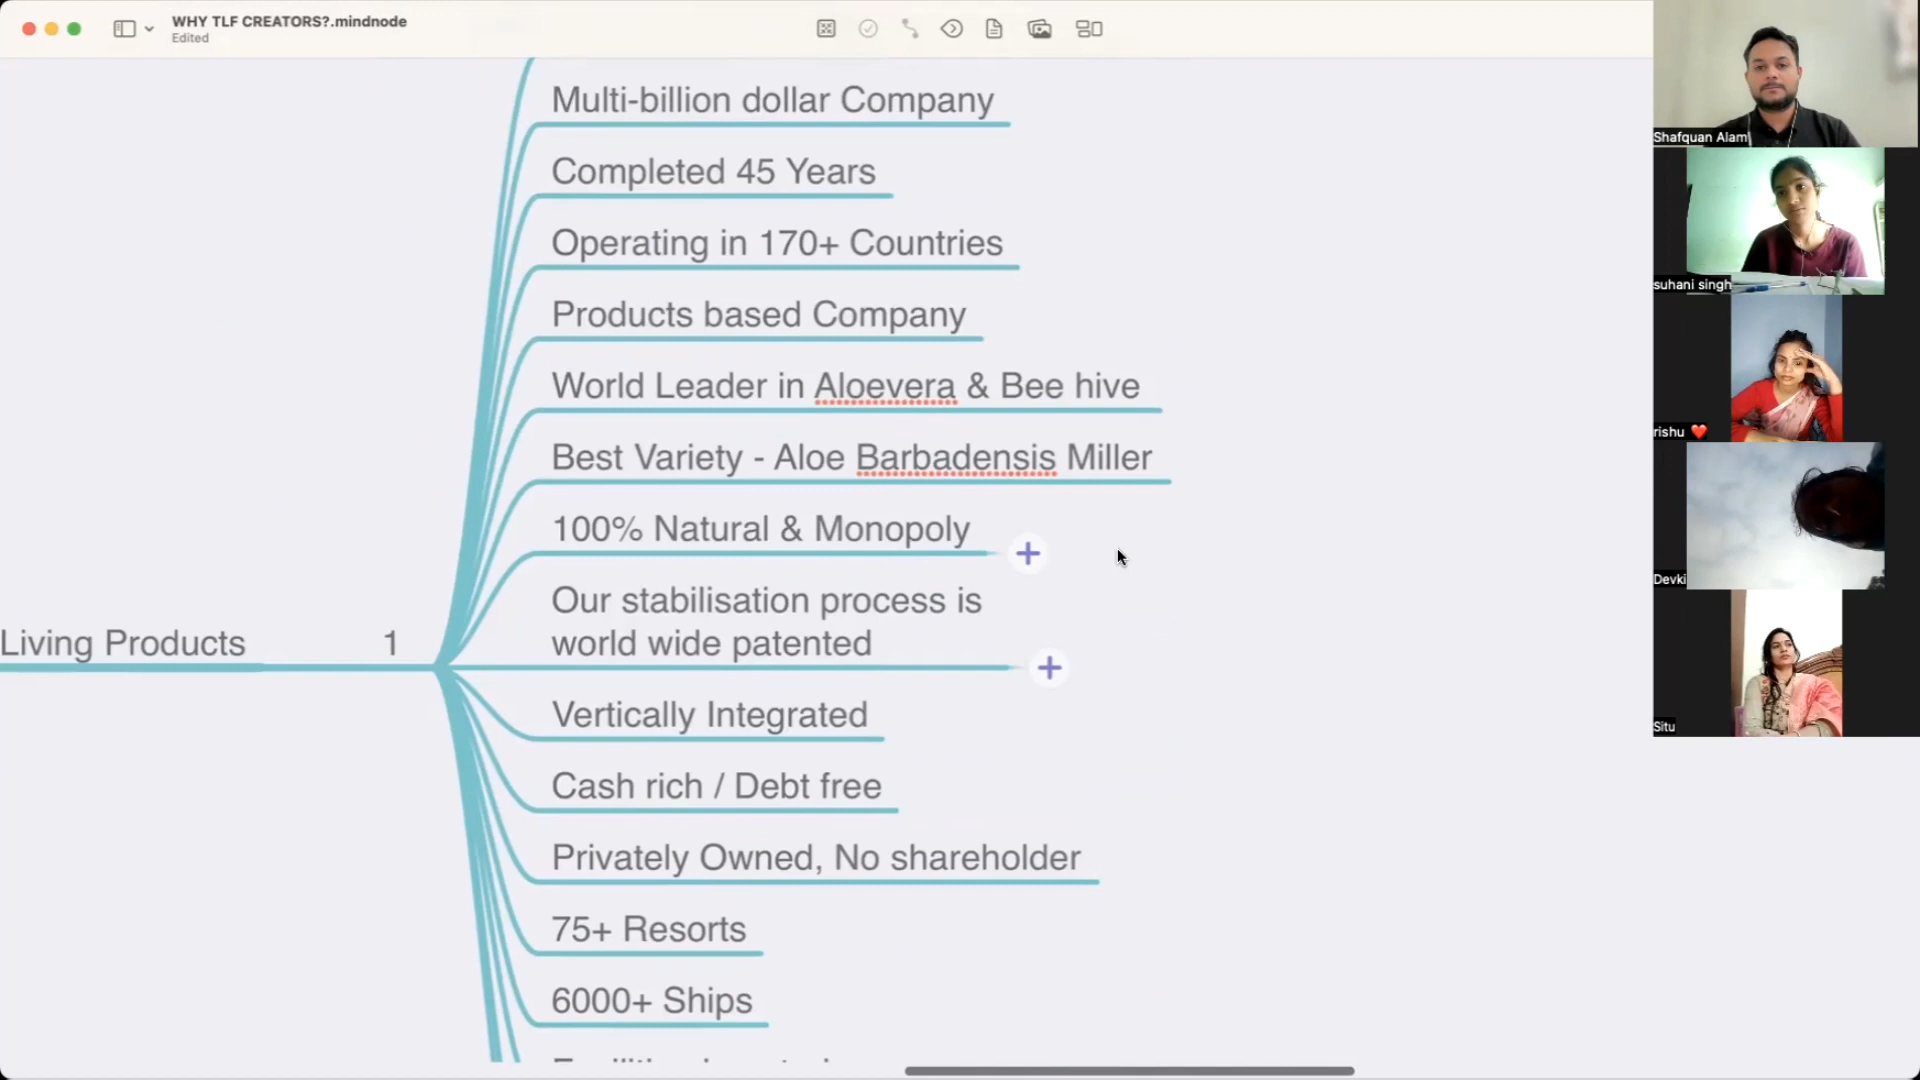 WHY TLF CREATORS?.mindnode
Edited
Multi-billion dollar Company
Completed 45 Years
Operating in 170+ Countries
Products based Company
World Leader in Aloevera & Bee hive
Best Variety - Aloe Barbadensis Miller
100% Natural & Monopoly
Our stabilisation process is
world wide patented
Living Products 1
Vertically Integrated
Cash rich / Debt free
Privately Owned, No shareholder
75+ Resorts
6000+ Ships
Shafquan Alam
suhani singh
rishu ❤️
Devki
Situ